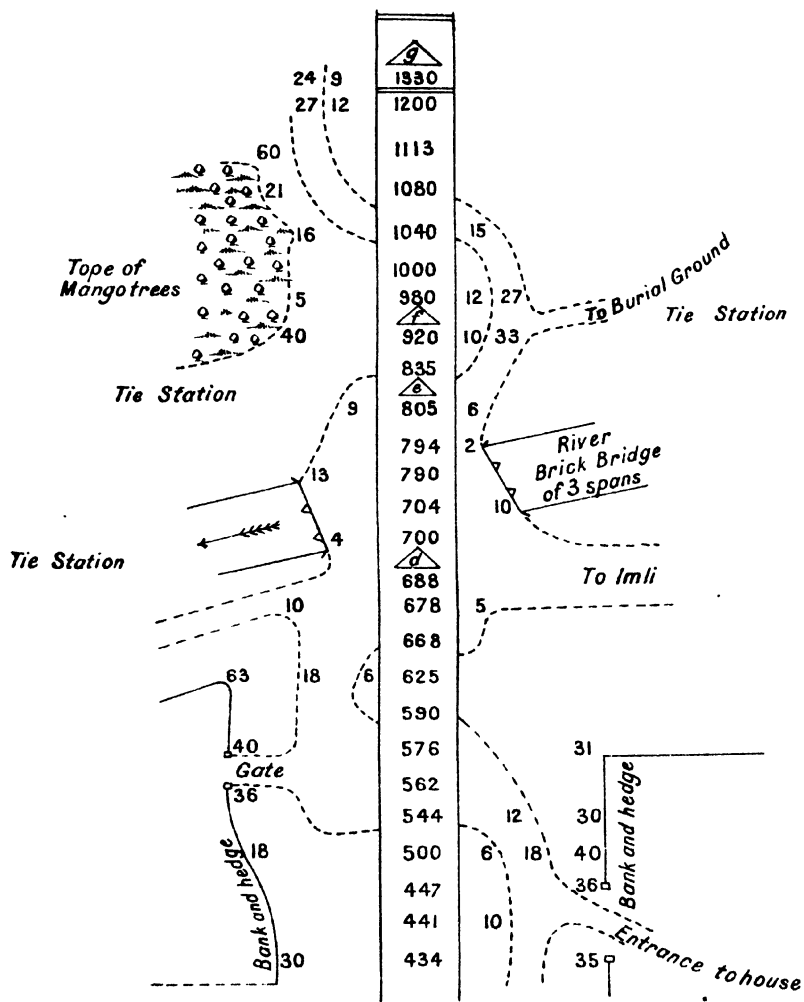 g
24 9 1330
27 12 1200
60 1113
21 1080
16 1040 15
1000
5 980 12 27
To Burial Ground
Tope of
Mango trees
f
Tie Station
40 920 10 33
835
Tie Station
e
9 805 6
794 2
River
Brick Bridge
of 3 spans
13 790
704 10
4 700
Tie Station
d
To Imli
688
10 678 5
668
63 18 6 625
590
40 576 31
Gate
36 562
544 12 30
18 500 6 18 40
447 36
441 10
30 434 35
Bank and hedge
Bank and hedge
Entrance to house